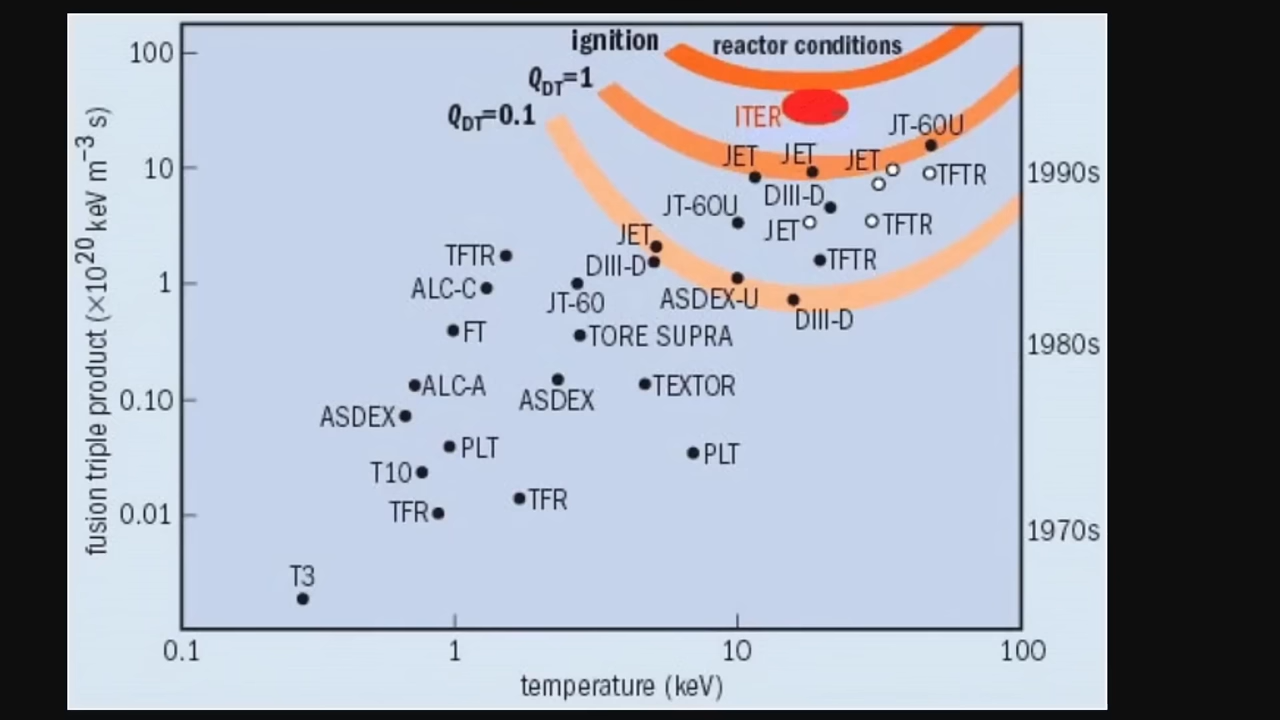 100
ignition
reactor conditions
Q_DT=1
Q_DT=0.1
ITER
JT-60U
JET
JET
JET
10
TFTR
1990s
DIII-D
JT-60U
JET
TFTR
JET
TFTR
DIII-D
TFTR
ALC-C
1
JT-60
ASDEX-U
DIII-D
FT
TORE SUPRA
1980s
ALC-A
TEXTOR
0.10
ASDEX
ASDEX
PLT
PLT
T10
TFR
TFR
0.01
1970s
T3
fusion triple product (×10²⁰ keV m⁻³ s)
0.1
1
10
100
temperature (keV)